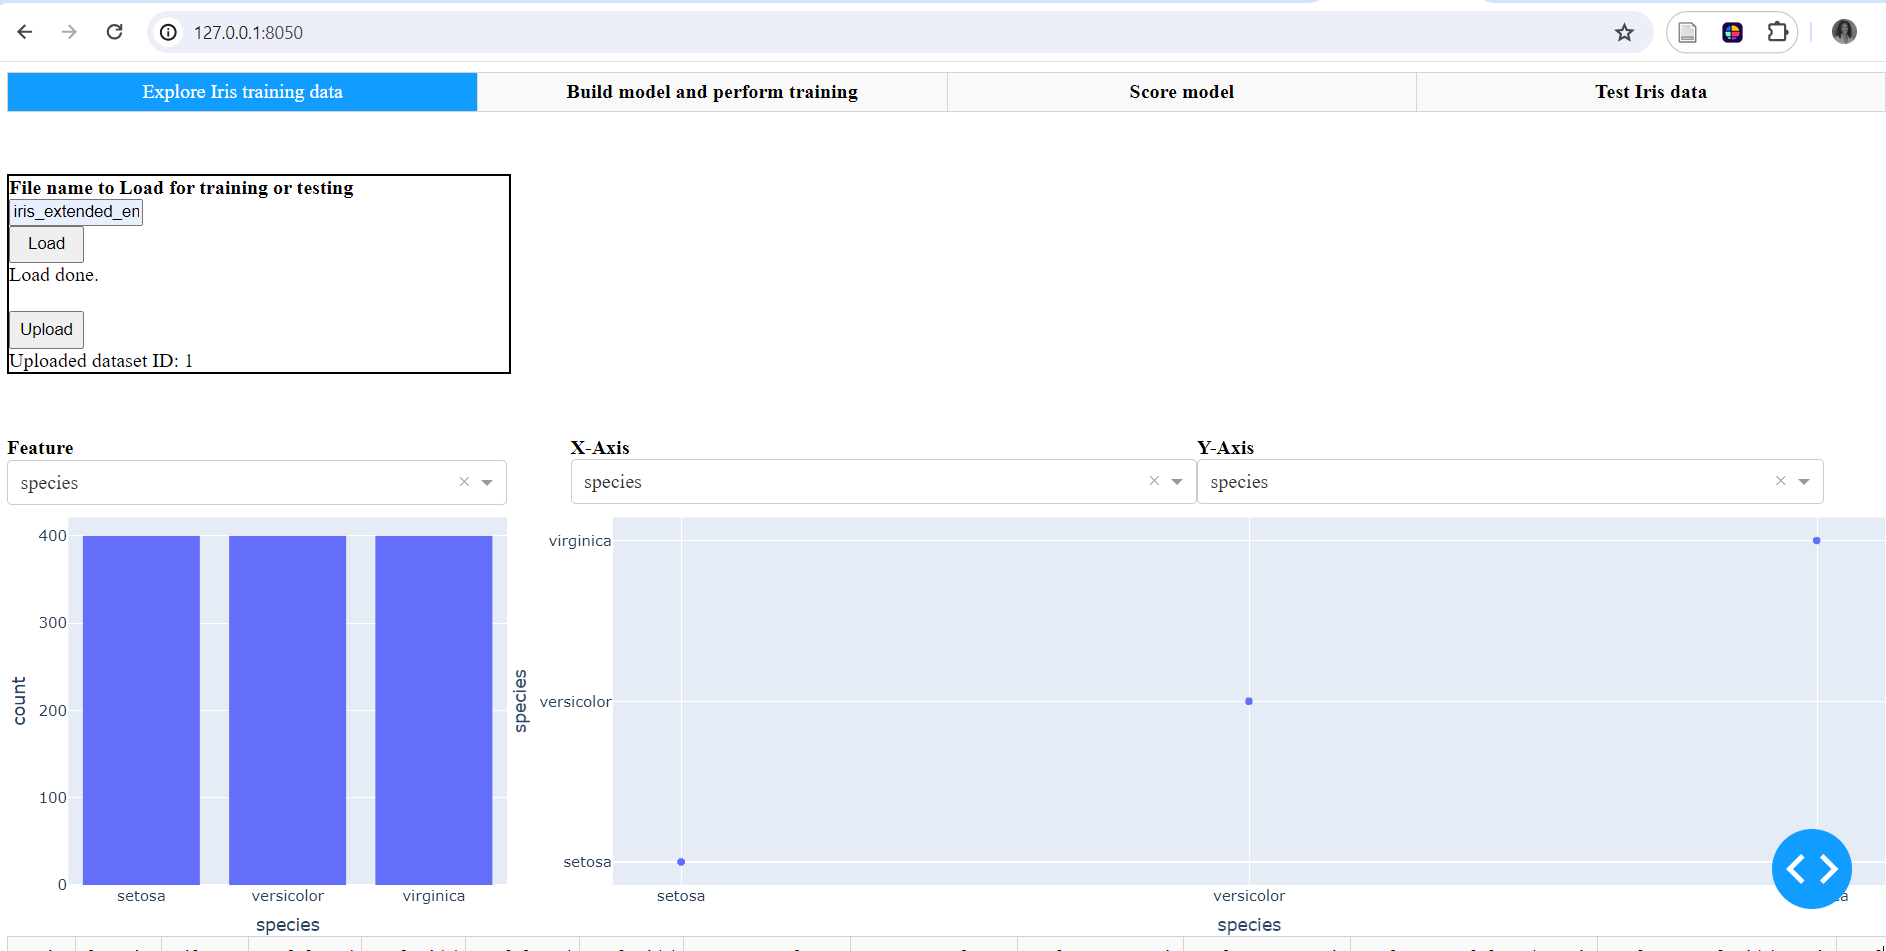 127.0.0.1:8050
Explore Iris training data
Build model and perform training
Score model
Test Iris data
File name to Load for training or testing
iris_extended_en
Load
Load done.
Upload
Uploaded dataset ID: 1
Feature
X-Axis
Y-Axis
species
species
species
400
300
200
100
0
count
setosa
versicolor
virginica
species
species
virginica
versicolor
setosa
setosa
versicolor
species